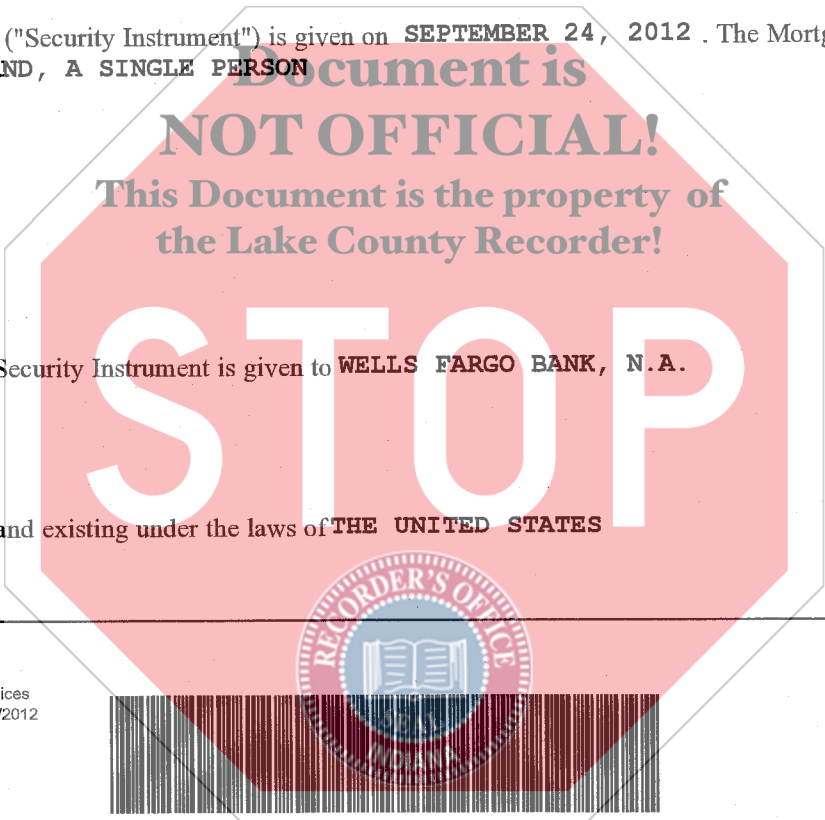 ("Security Instrument") is given on SEPTEMBER 24, 2012 . The Mortg
ND, A SINGLE PERSON
Document is
NOT OFFICIAL!
This Document is the property of
the Lake County Recorder!
STOP
Security Instrument is given to WELLS FARGO BANK, N.A.
and existing under the laws of THE UNITED STATES
RECORDER'S OFFICE
SEAL
INDIANA
ices
/2012